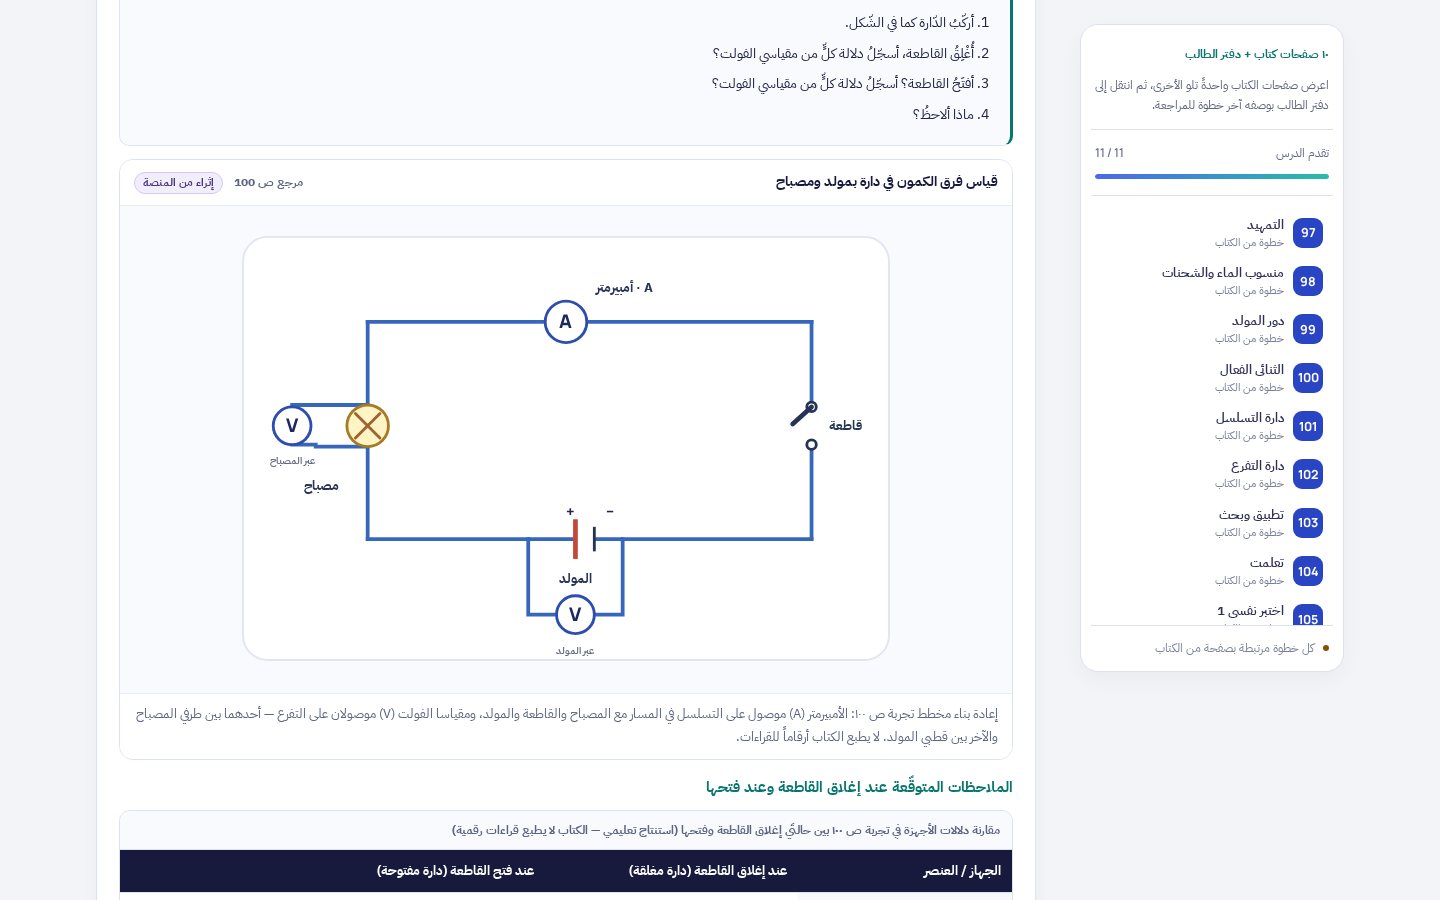 1. أركّبُ الدّارة كما في الشّكل.
2. أُغْلِقُ القاطعة، أسجّلُ دلالة كلٍّ من مقياسي الفولت؟
3. أفتَحُ القاطعة؟ أسجّلُ دلالة كلٍّ من مقياسي الفولت؟
4. ماذا ألاحظُ؟
قياس فرق الكمون في دارة بمولد ومصباح
مرجع ص 100
إثراء من المنصة
A · أمبيرمتر
A
V
عبر المصباح
مصباح
قاطعة
+
−
المولد
V
عبر المولد
إعادة بناء مخطط تجربة ص ١٠٠: الأمبيرمتر (A) موصول على التسلسل في المسار مع المصباح والقاطعة والمولد، ومقياسا الفولت (V) موصولان على التفرع — أحدهما بين طرفي المصباح
والآخر بين قطبي المولد. لا يطبع الكتاب أرقاماً للقراءات.
الملاحظات المتوقّعة عند إغلاق القاطعة وعند فتحها
مقارنة دلالات الأجهزة في تجربة ص ١٠٠ بين حالتَي إغلاق القاطعة وفتحها (استنتاج تعليمي — الكتاب لا يطبع قراءات رقمية)
الجهاز / العنصر
عند إغلاق القاطعة (دارة مغلقة)
عند فتح القاطعة (دارة مفتوحة)
١٠ صفحات كتاب + دفتر الطالب
اعرض صفحات الكتاب واحدةً تلو الأخرى، ثم انتقل إلى
دفتر الطالب بوصفه آخر خطوة للمراجعة.
تقدم الدرس
11 / 11
97
التمهيد
خطوة من الكتاب
98
منسوب الماء والشحنات
خطوة من الكتاب
99
دور المولد
خطوة من الكتاب
100
الثنائي الفعال
خطوة من الكتاب
101
دارة التسلسل
خطوة من الكتاب
102
دارة التفرع
خطوة من الكتاب
103
تطبيق وبحث
خطوة من الكتاب
104
تعلمت
خطوة من الكتاب
105
اختبر نفسي 1
كل خطوة مرتبطة بصفحة من الكتاب